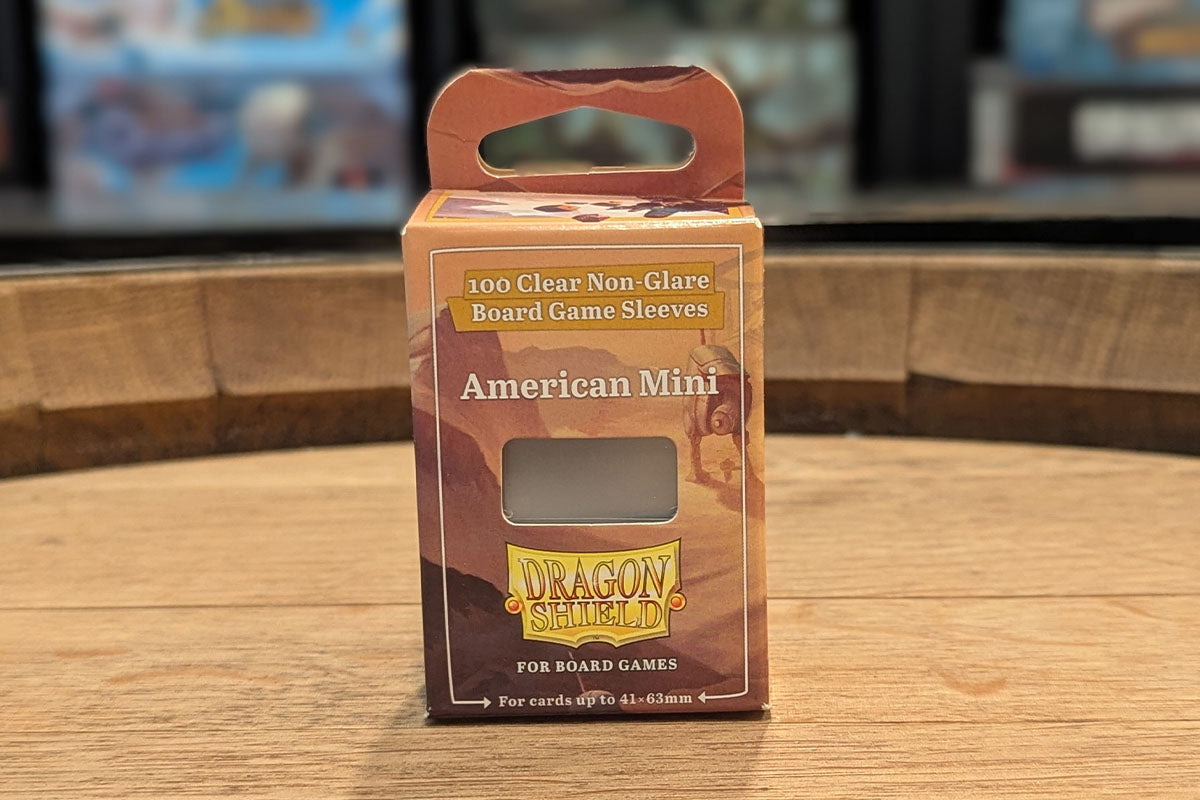 100 Clear Non-Glare
Board Game Sleeves
American Mini
DRAGON
SHIELD
™
FOR BOARD GAMES
For cards up to 41×63mm